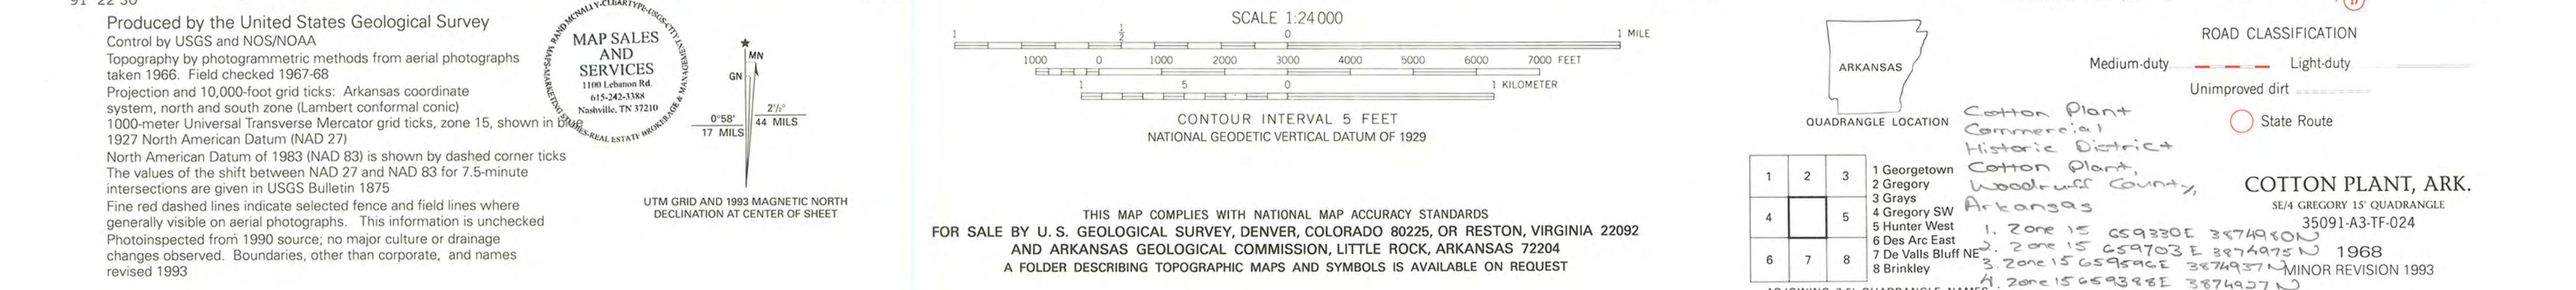 91° 22' 30"
Produced by the United States Geological Survey
Control by USGS and NOS/NOAA
Topography by photogrammetric methods from aerial photographs
taken 1966. Field checked 1967-68
Projection and 10,000-foot grid ticks: Arkansas coordinate
system, north and south zone (Lambert conformal conic)
1000-meter Universal Transverse Mercator grid ticks, zone 15, shown in blue
1927 North American Datum (NAD 27)
North American Datum of 1983 (NAD 83) is shown by dashed corner ticks
The values of the shift between NAD 27 and NAD 83 for 7.5-minute
intersections are given in USGS Bulletin 1875
Fine red dashed lines indicate selected fence and field lines where
generally visible on aerial photographs. This information is unchecked
Photoinspected from 1990 source; no major culture or drainage
changes observed. Boundaries, other than corporate, and names
revised 1993
MAP SALES
AND
SERVICES
1100 Lebanon Rd.
615-242-3388
Nashville, TN 37210
MN
GN
0°58'
17 MILS
2½°
44 MILS
UTM GRID AND 1993 MAGNETIC NORTH
DECLINATION AT CENTER OF SHEET
SCALE 1:24 000
1 ½ 0 1 MILE
1000 0 1000 2000 3000 4000 5000 6000 7000 FEET
1 5 0 1 KILOMETER
CONTOUR INTERVAL 5 FEET
NATIONAL GEODETIC VERTICAL DATUM OF 1929
THIS MAP COMPLIES WITH NATIONAL MAP ACCURACY STANDARDS
FOR SALE BY U. S. GEOLOGICAL SURVEY, DENVER, COLORADO 80225, OR RESTON, VIRGINIA 22092
AND ARKANSAS GEOLOGICAL COMMISSION, LITTLE ROCK, ARKANSAS 72204
A FOLDER DESCRIBING TOPOGRAPHIC MAPS AND SYMBOLS IS AVAILABLE ON REQUEST
ARKANSAS
QUADRANGLE LOCATION
1 2 3
4 5
6 7 8
1 Georgetown
2 Gregory
3 Grays
4 Gregory SW
5 Hunter West
6 Des Arc East
7 De Valls Bluff NE
8 Brinkley
Cotton Plant
Commercial
Historic District
Cotton Plant,
Woodruff County,
Arkansas
1. Zone 15 659330E 3874980N
2. Zone 15 659703E 3874975N
3. Zone 15 659596E 3874937N
4. Zone 15 659388E 3874927N
17
ROAD CLASSIFICATION
Medium-duty Light-duty
Unimproved dirt
State Route
COTTON PLANT, ARK.
SE/4 GREGORY 15' QUADRANGLE
35091-A3-TF-024
1968
MINOR REVISION 1993